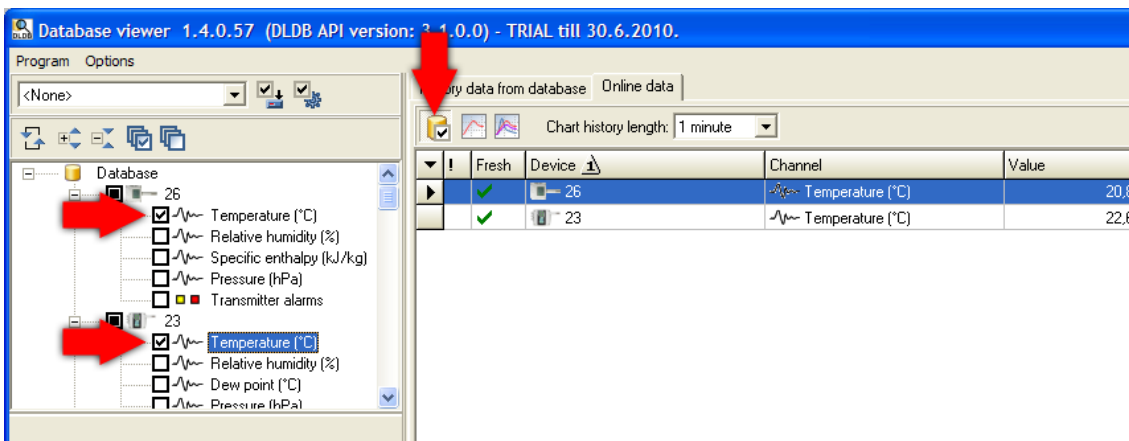 Database viewer 1.4.0.57 (DLDB API version: 3.1.0.0) - TRIAL till 30.6.2010.
Program Options
<None>
data from database Online data
Chart history length: 1 minute
! Fresh Device 1 Channel Value
26 Temperature (°C) 20,8
23 Temperature (°C) 22,6
Database
26
Temperature (°C)
Relative humidity (%)
Specific enthalpy (kJ/kg)
Pressure (hPa)
Transmitter alarms
23
Temperature (°C)
Relative humidity (%)
Dew point (°C)
Pressure (hPa)